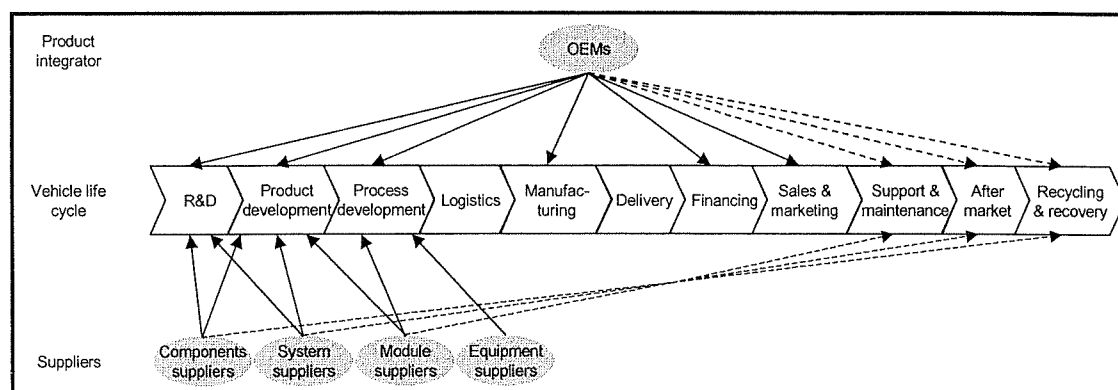 Product
integrator
OEMs
Vehicle life
cycle
R&D
Product
development
Process
development
Logistics
Manufac-
turing
Delivery
Financing
Sales &
marketing
Support &
maintenance
After
market
Recycling
& recovery
Suppliers
Components
suppliers
System
suppliers
Module
suppliers
Equipment
suppliers